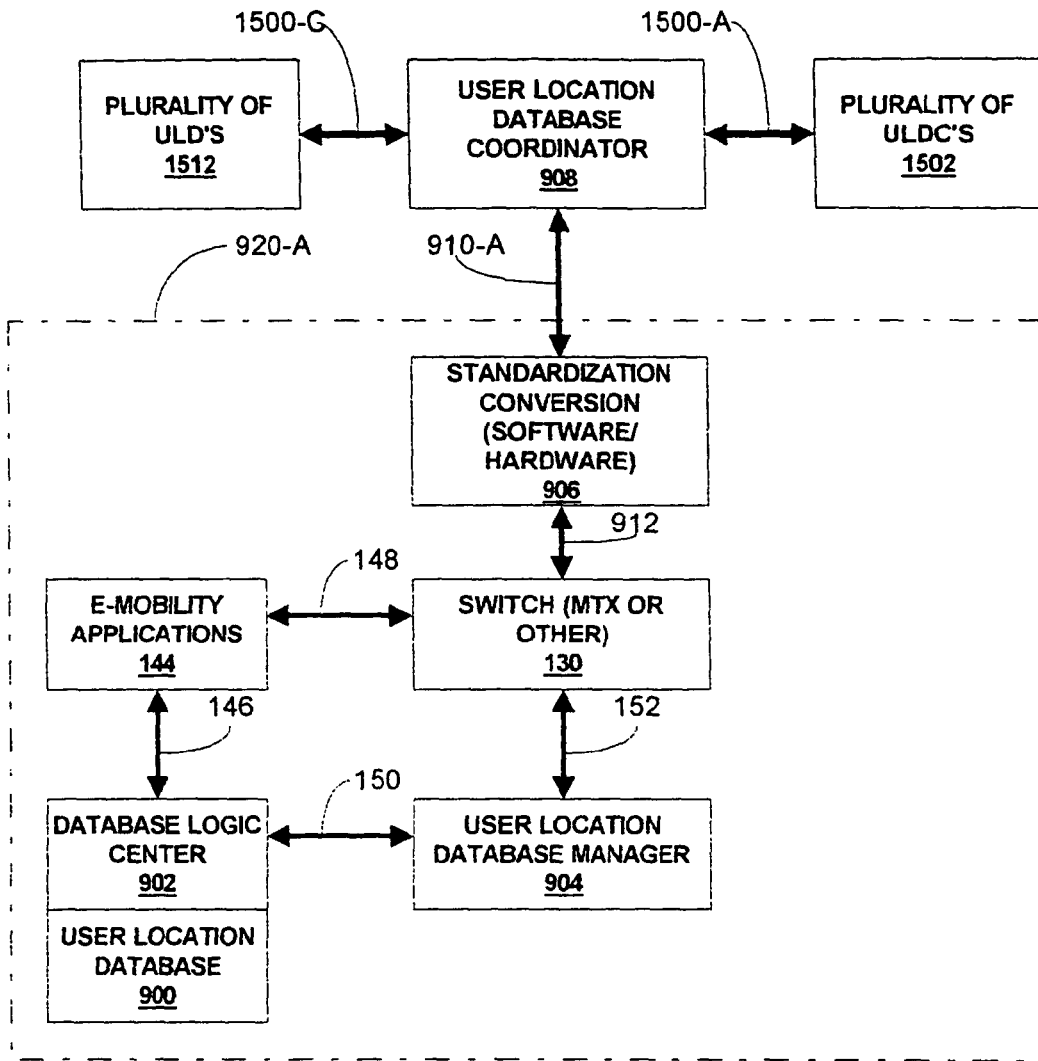 1500-C
1500-A
PLURALITY OF
ULD'S
1512
USER LOCATION
DATABASE
COORDINATOR
908
PLURALITY OF
ULDC'S
1502
920-A
910-A
STANDARDIZATION
CONVERSION
(SOFTWARE/
HARDWARE)
906
912
148
E-MOBILITY
APPLICATIONS
144
SWITCH (MTX OR
OTHER)
130
146
152
150
DATABASE LOGIC
CENTER
902
USER LOCATION
DATABASE MANAGER
904
USER LOCATION
DATABASE
900